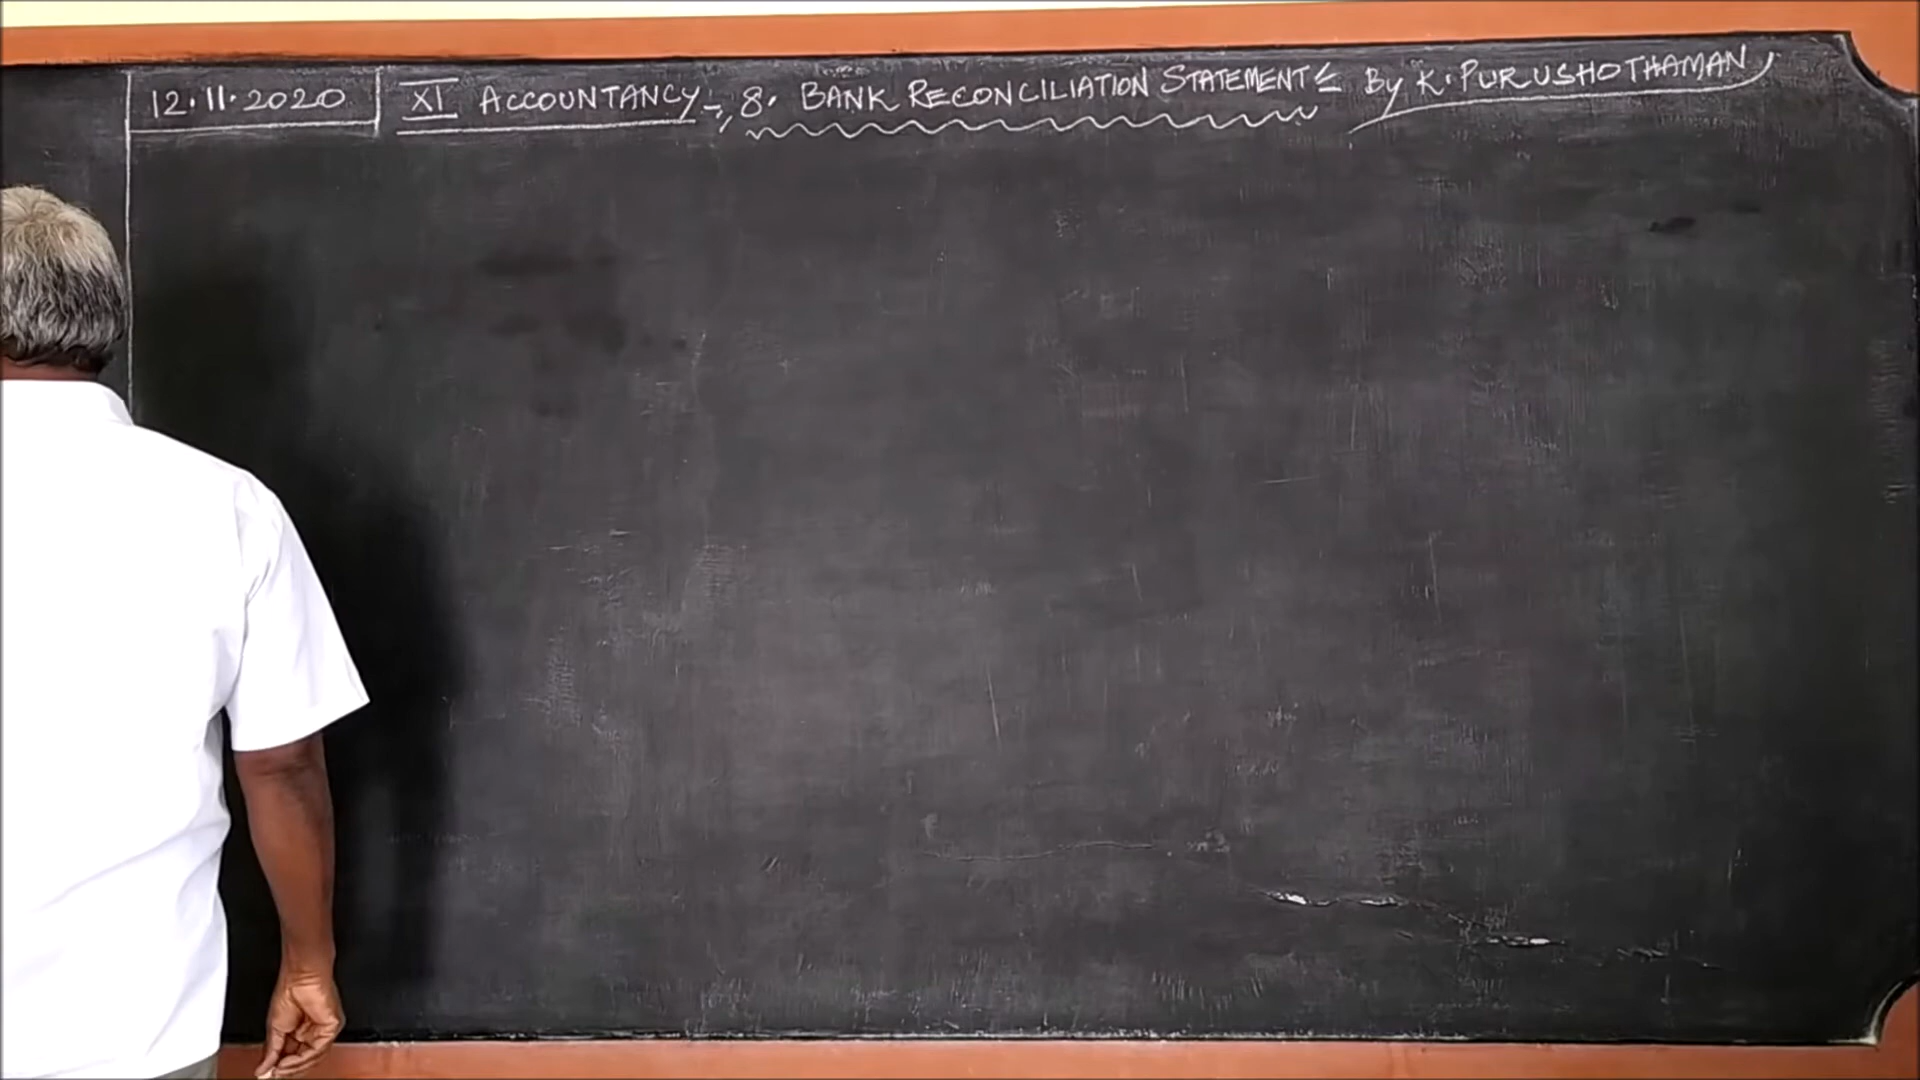 12.11.2020 XI ACCOUNTANCY-, 8. BANK RECONCILIATION STATEMENT By K. PURUSHOTHAMAN